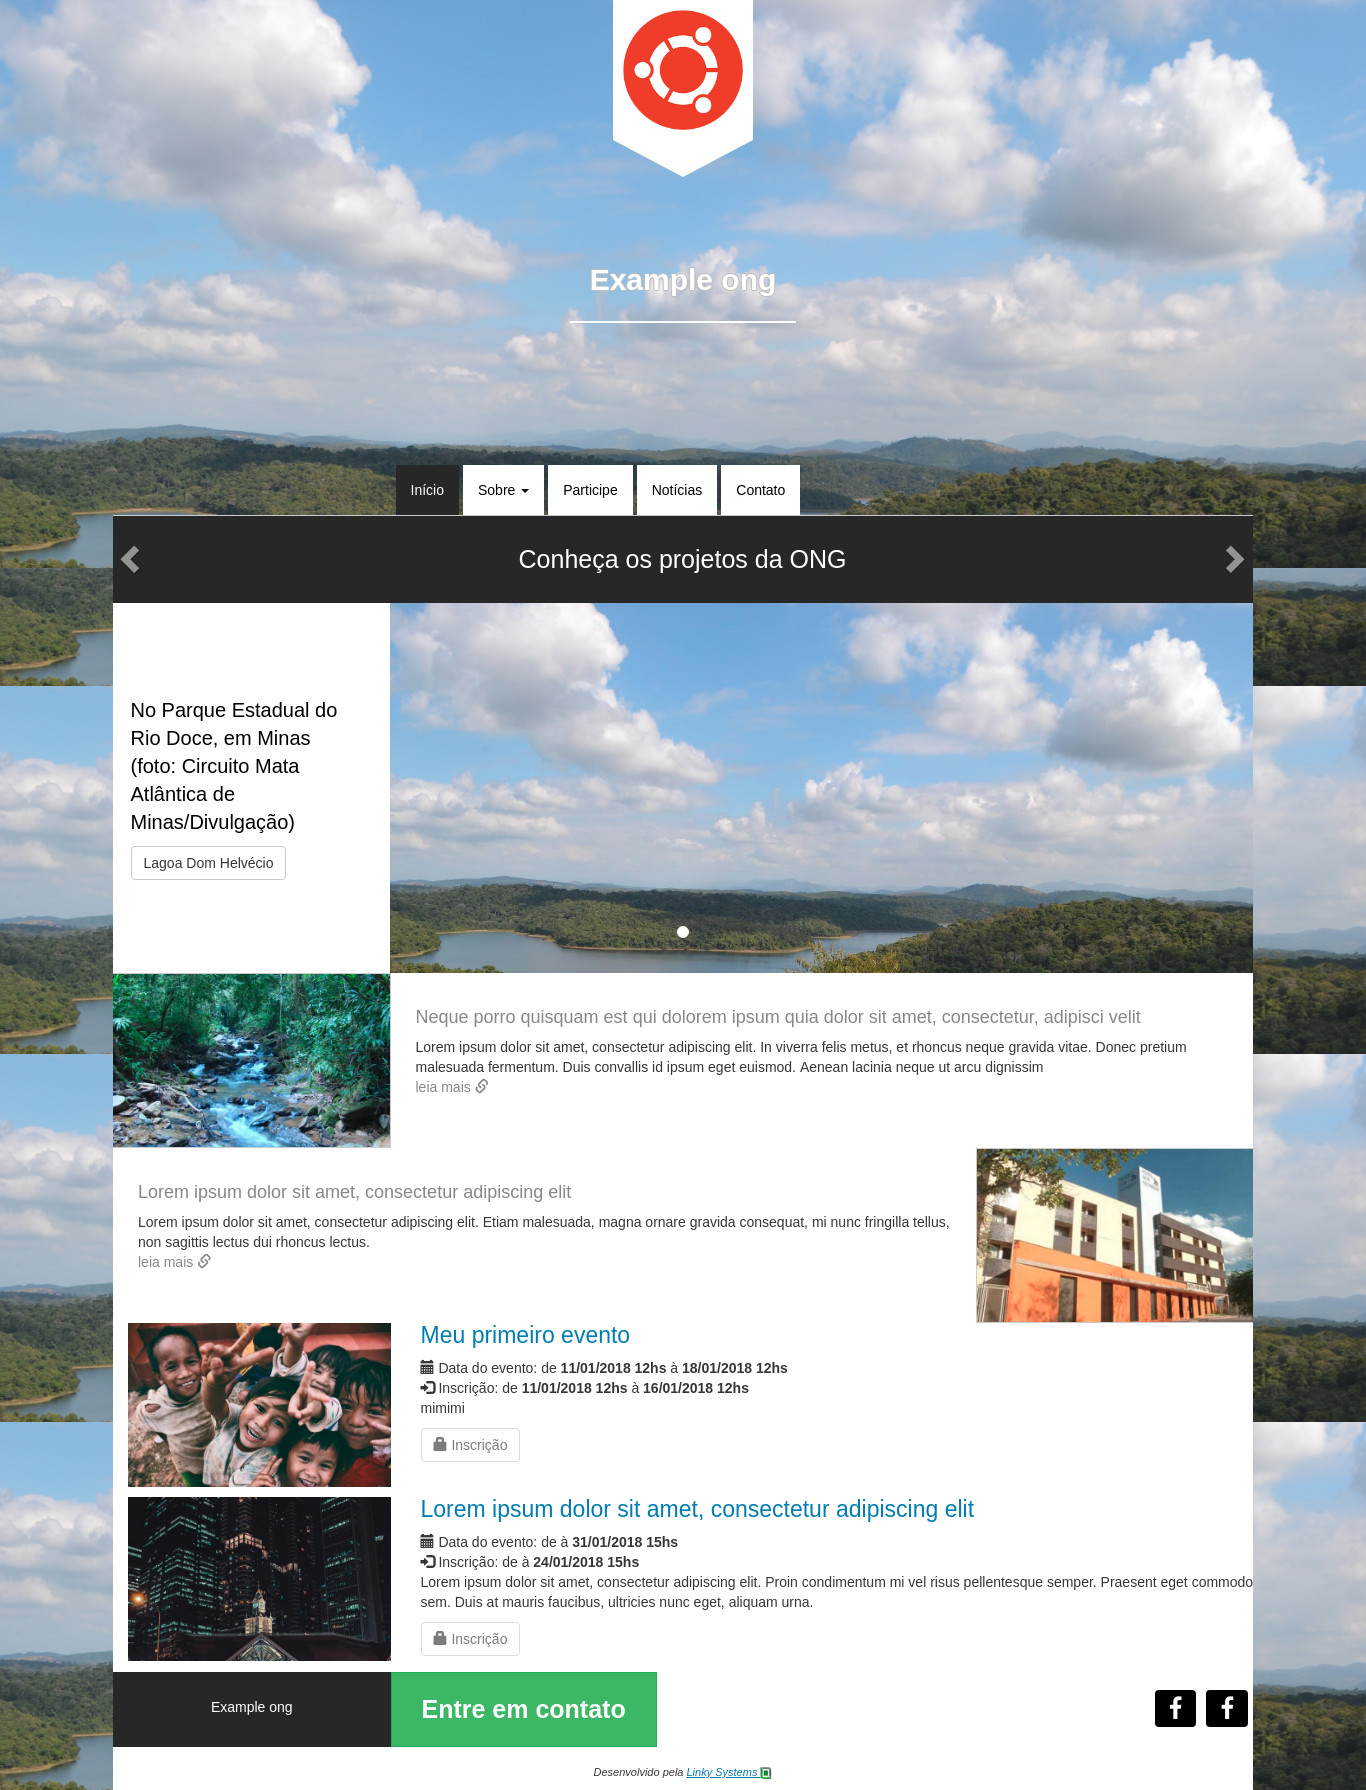 Example ong
Início
Sobre
Participe
Notícias
Contato
Conheça os projetos da ONG
No Parque Estadual do
Rio Doce, em Minas
(foto: Circuito Mata
Atlântica de
Minas/Divulgação)
Lagoa Dom Helvécio
Neque porro quisquam est qui dolorem ipsum quia dolor sit amet, consectetur, adipisci velit
Lorem ipsum dolor sit amet, consectetur adipiscing elit. In viverra felis metus, et rhoncus neque gravida vitae. Donec pretium
malesuada fermentum. Duis convallis id ipsum eget euismod. Aenean lacinia neque ut arcu dignissim
leia mais
Lorem ipsum dolor sit amet, consectetur adipiscing elit
Lorem ipsum dolor sit amet, consectetur adipiscing elit. Etiam malesuada, magna ornare gravida consequat, mi nunc fringilla tellus,
non sagittis lectus dui rhoncus lectus.
leia mais
Meu primeiro evento
Data do evento: de 11/01/2018 12hs à 18/01/2018 12hs
Inscrição: de 11/01/2018 12hs à 16/01/2018 12hs
mimimi
Inscrição
Lorem ipsum dolor sit amet, consectetur adipiscing elit
Data do evento: de à 31/01/2018 15hs
Inscrição: de à 24/01/2018 15hs
Lorem ipsum dolor sit amet, consectetur adipiscing elit. Proin condimentum mi vel risus pellentesque semper. Praesent eget commodo
sem. Duis at mauris faucibus, ultricies nunc eget, aliquam urna.
Inscrição
Example ong
Entre em contato
Desenvolvido pela Linky Systems